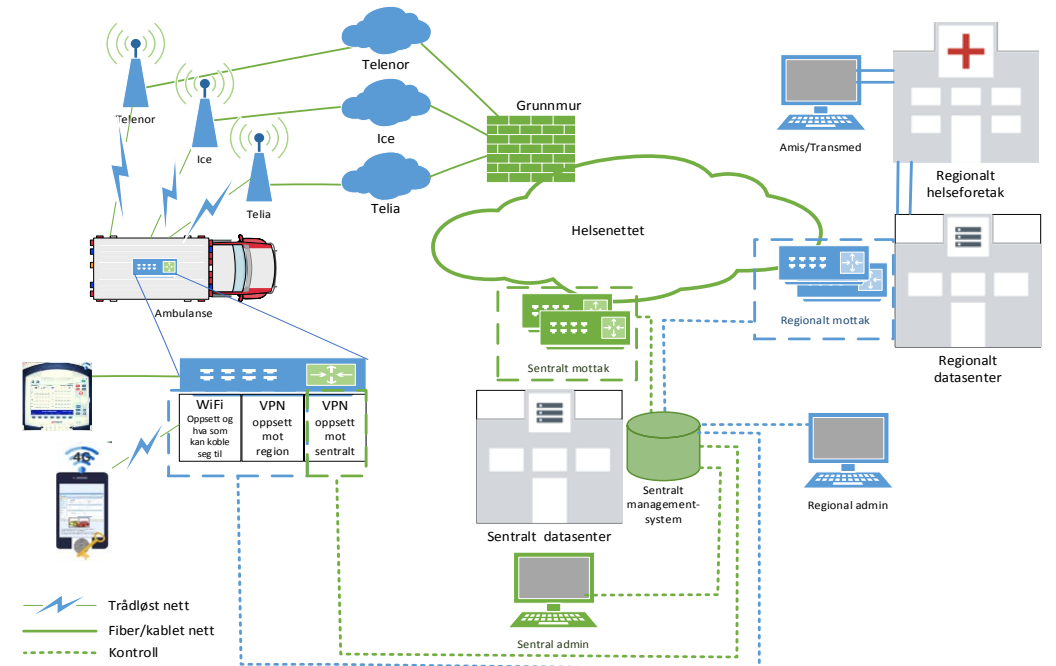 Telenor
Ice
Telia
Telenor
Ice
Telia
Grunnmur
Helsenettet
Amis/Transmed
Regionalt
helseforetak
Ambulanse
Sentralt mottak
Regionalt mottak
Regionalt
datasenter
WiFi
Oppsett og
hva som
kan koble
seg til
VPN
oppsett
mot
region
VPN
oppsett
mot
sentralt
4G
Sentralt
management-
system
Regional admin
Sentralt datasenter
Sentral admin
Trådløst nett
Fiber/kablet nett
Kontroll